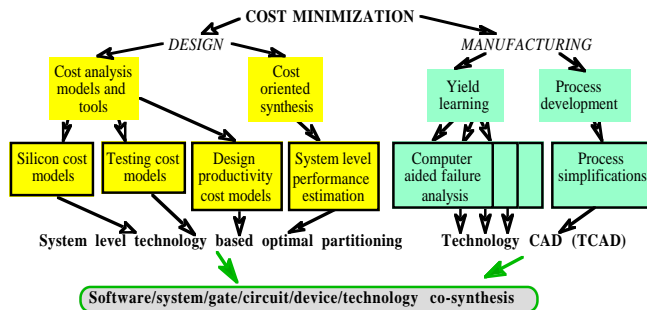 COST MINIMIZATION
DESIGN
MANUFACTURING
Cost analysis
models and
tools
Cost
oriented
synthesis
Yield
learning
Process
development
Silicon cost
models
Testing cost
models
Design
productivity
cost models
System level
performance
estimation
Computer
aided failure
analysis
Process
simplifications
System level technology based optimal partitioning
Technology CAD (TCAD)
Software/system/gate/circuit/device/technology co-synthesis